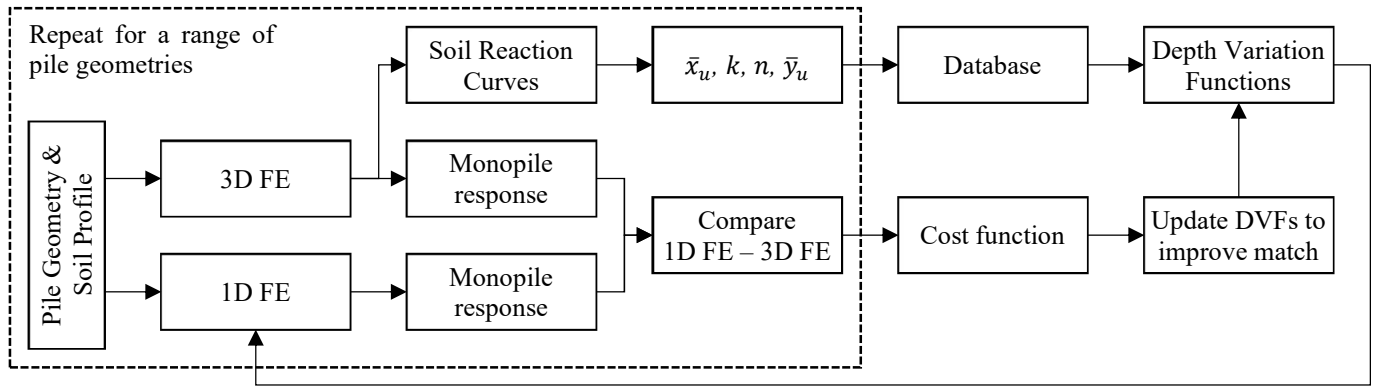 Repeat for a range of
pile geometries
Soil Reaction
Curves
x̄ᵤ, k, n, ȳᵤ
Database
Depth Variation
Functions
Pile Geometry &
Soil Profile
3D FE
Monopile
response
Compare
1D FE – 3D FE
Cost function
Update DVFs to
improve match
1D FE
Monopile
response